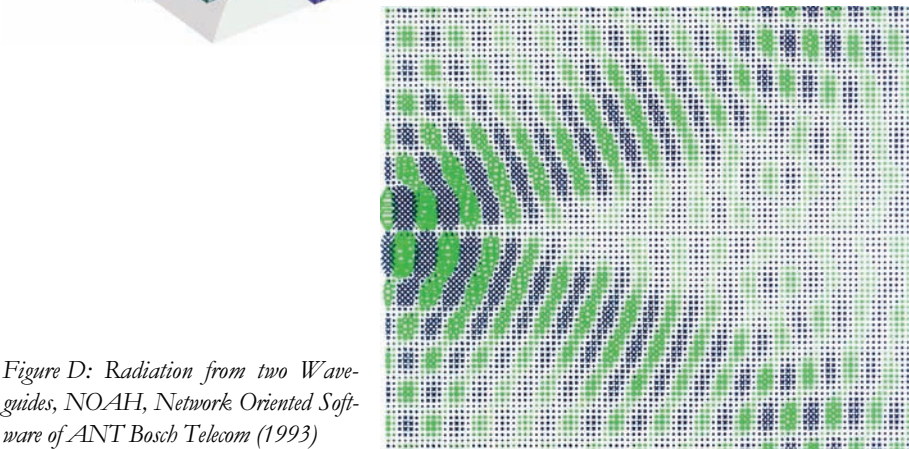 Figure D: Radiation from two Wave-
guides, NOAH, Network Oriented Soft-
ware of ANT Bosch Telecom (1993)